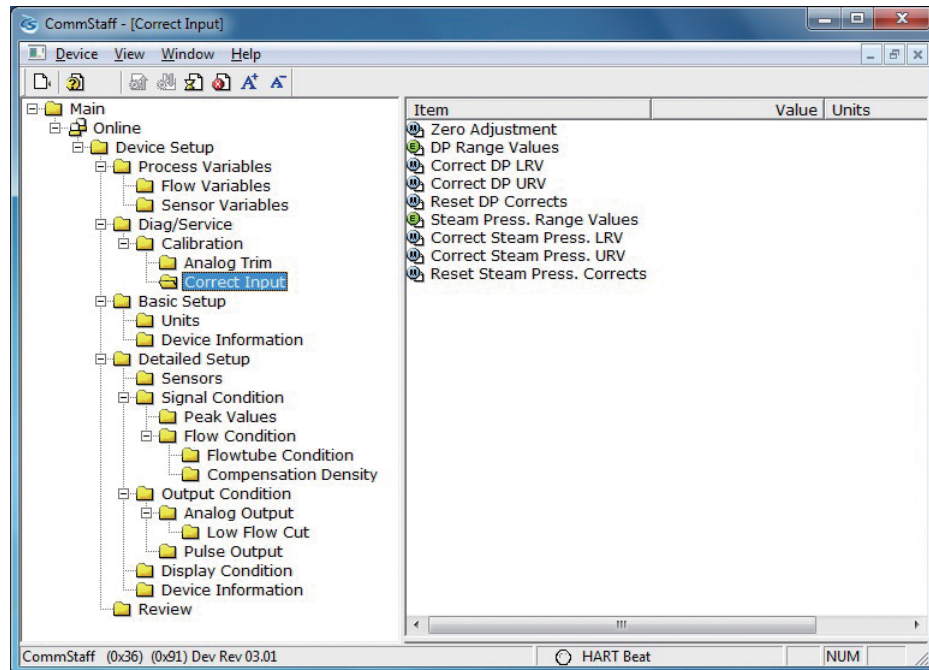 CommStaff - [Correct Input]
Device View Window Help
Main
Online
Device Setup
Process Variables
Flow Variables
Sensor Variables
Diag/Service
Calibration
Analog Trim
Correct Input
Basic Setup
Units
Device Information
Detailed Setup
Sensors
Signal Condition
Peak Values
Flow Condition
Flowtube Condition
Compensation Density
Output Condition
Analog Output
Low Flow Cut
Pulse Output
Display Condition
Device Information
Review
Item Value Units
Zero Adjustment
DP Range Values
Correct DP LRV
Correct DP URV
Reset DP Corrects
Steam Press. Range Values
Correct Steam Press. LRV
Correct Steam Press. URV
Reset Steam Press. Corrects
CommStaff (0x36) (0x91) Dev Rev 03.01 HART Beat NUM